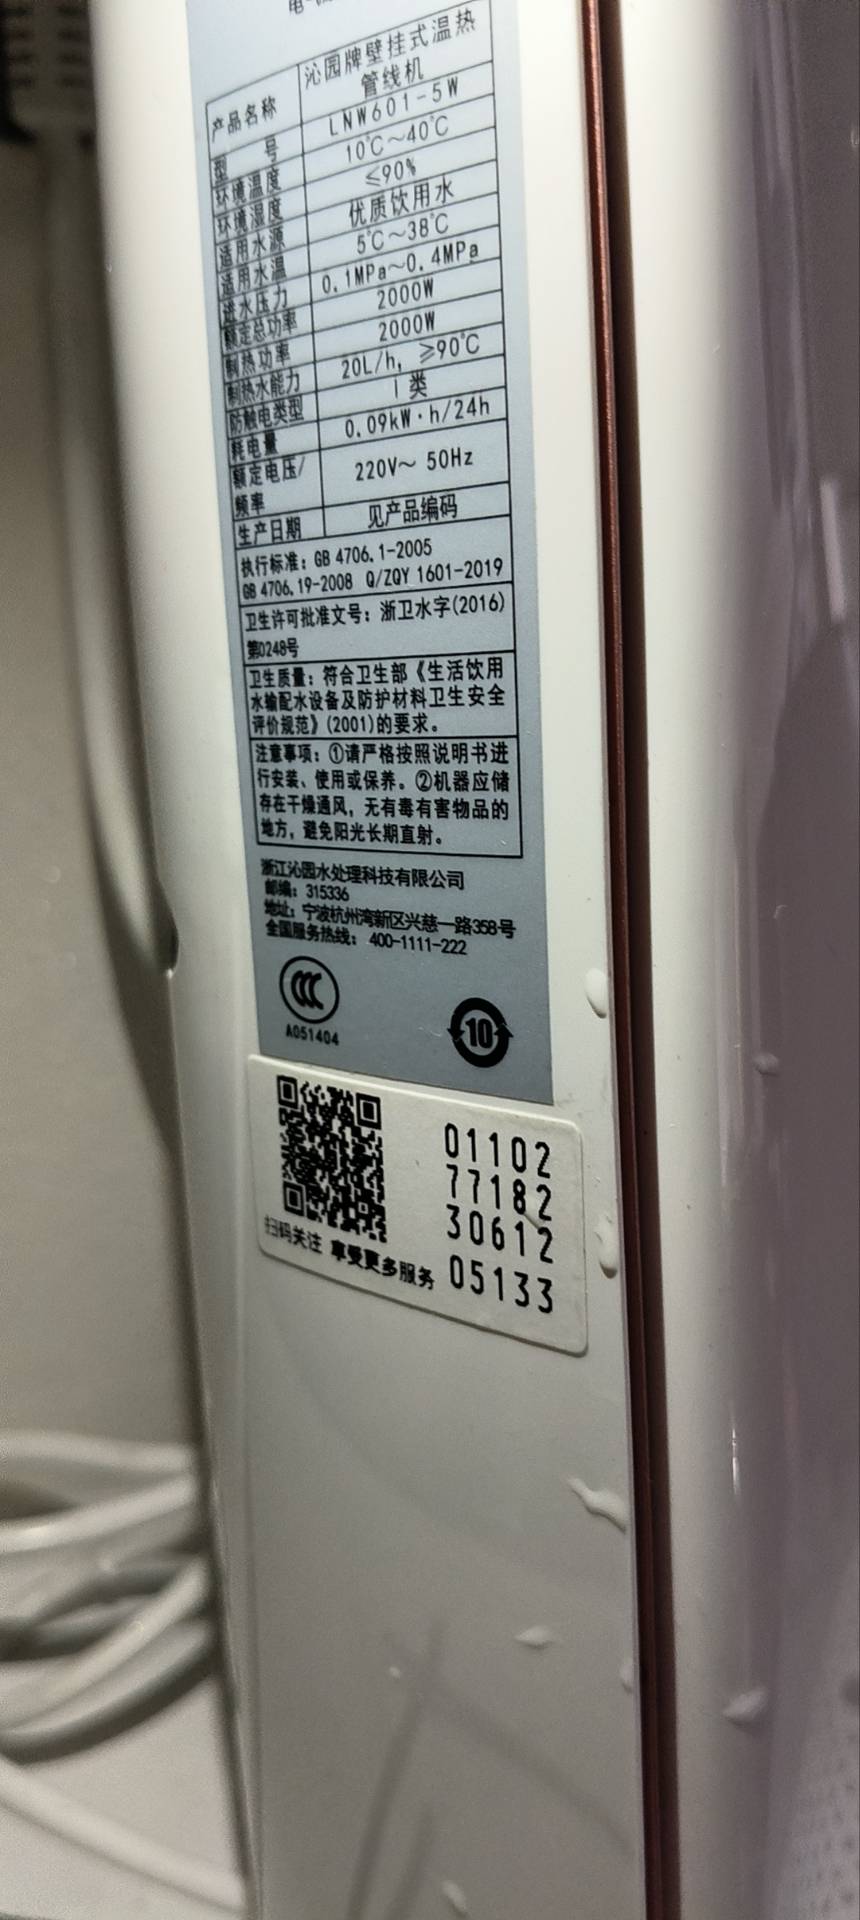 产品名称 沁园牌壁挂式温热
管线机
型 号 LNW601-5W
环境温度 10℃～40℃
环境湿度 ≤90%
适用水源 优质饮用水
适用水温 5℃～38℃
进水压力 0.1MPa～0.4MPa
额定总功率 2000W
制热功率 2000W
制热水能力 20L/h, ≥90℃
防触电类型 I 类
耗电量 0.09kW·h/24h
额定电压/
频率 220V～ 50Hz
生产日期 见产品编码
执行标准：GB 4706.1-2005
GB 4706.19-2008 Q/ZQY 1601-2019
卫生许可批准文号：浙卫水字(2016)
第0248号
卫生质量：符合卫生部《生活饮用
水输配水设备及防护材料卫生安全
评价规范》(2001)的要求。
注意事项：①请严格按照说明书进
行安装、使用或保养。②机器应储
存在干燥通风，无有毒有害物品的
地方，避免阳光长期直射。
浙江沁园水处理科技有限公司
邮编：315336
地址：宁波杭州湾新区兴慈一路358号
全国服务热线：400-1111-222
CCC
A051404
10
01102
77182
30612
05133
扫码关注 享受更多服务